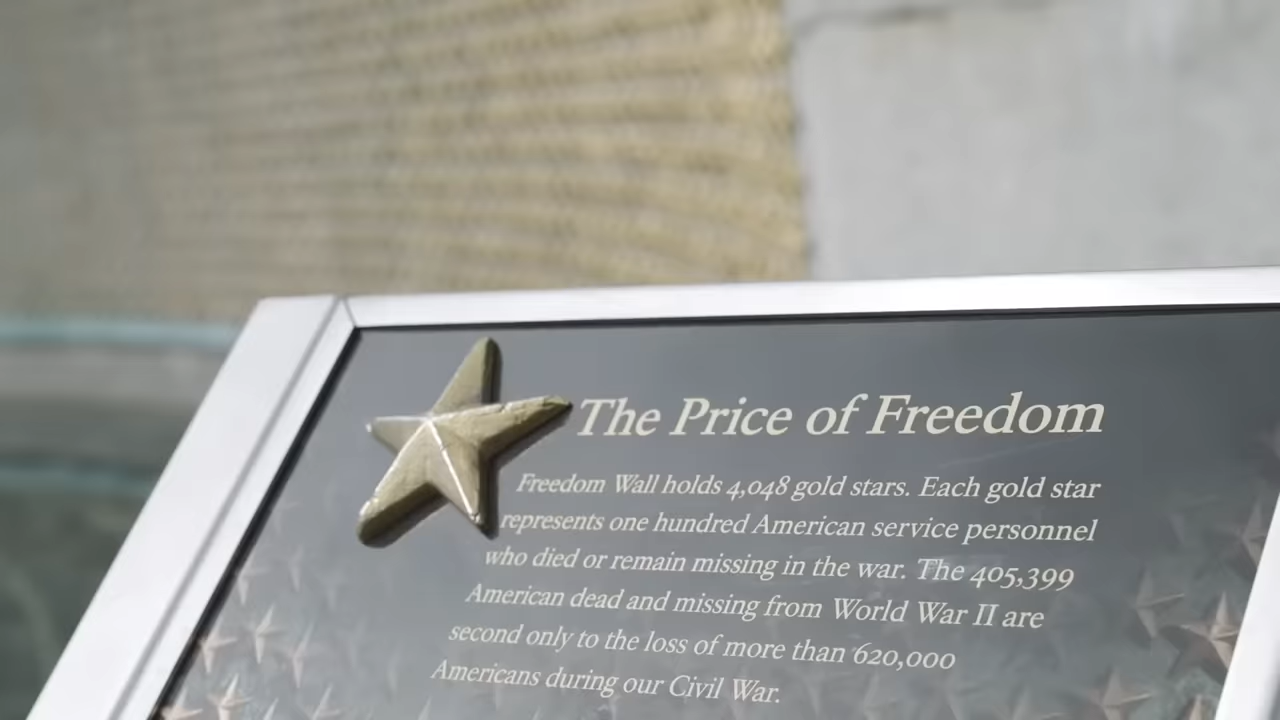 The Price of Freedom
Freedom Wall holds 4,048 gold stars. Each gold star
represents one hundred American service personnel
who died or remain missing in the war. The 405,399
American dead and missing from World War II are
second only to the loss of more than 620,000
Americans during our Civil War.